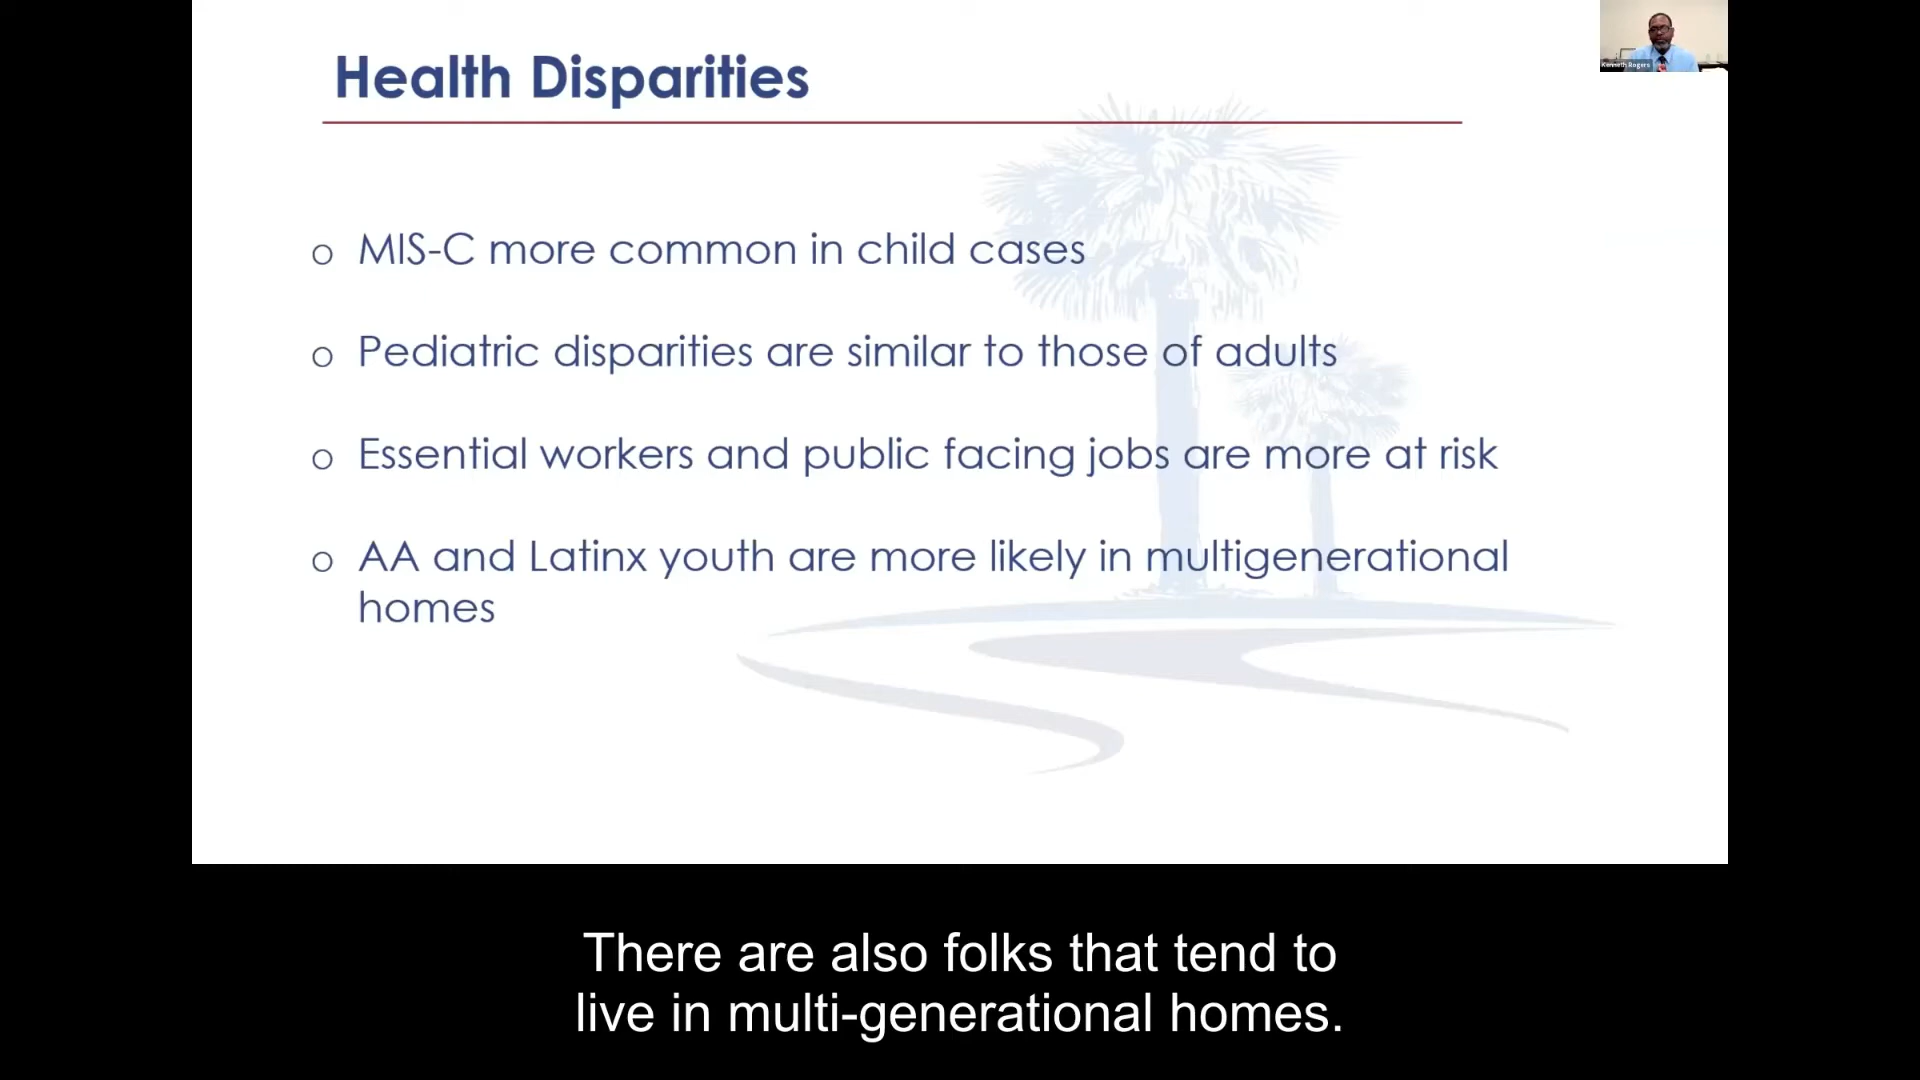 Health Disparities
Kenneth Rogers
o MIS-C more common in child cases
o Pediatric disparities are similar to those of adults
o Essential workers and public facing jobs are more at risk
o AA and Latinx youth are more likely in multigenerational
homes
There are also folks that tend to
live in multi-generational homes.